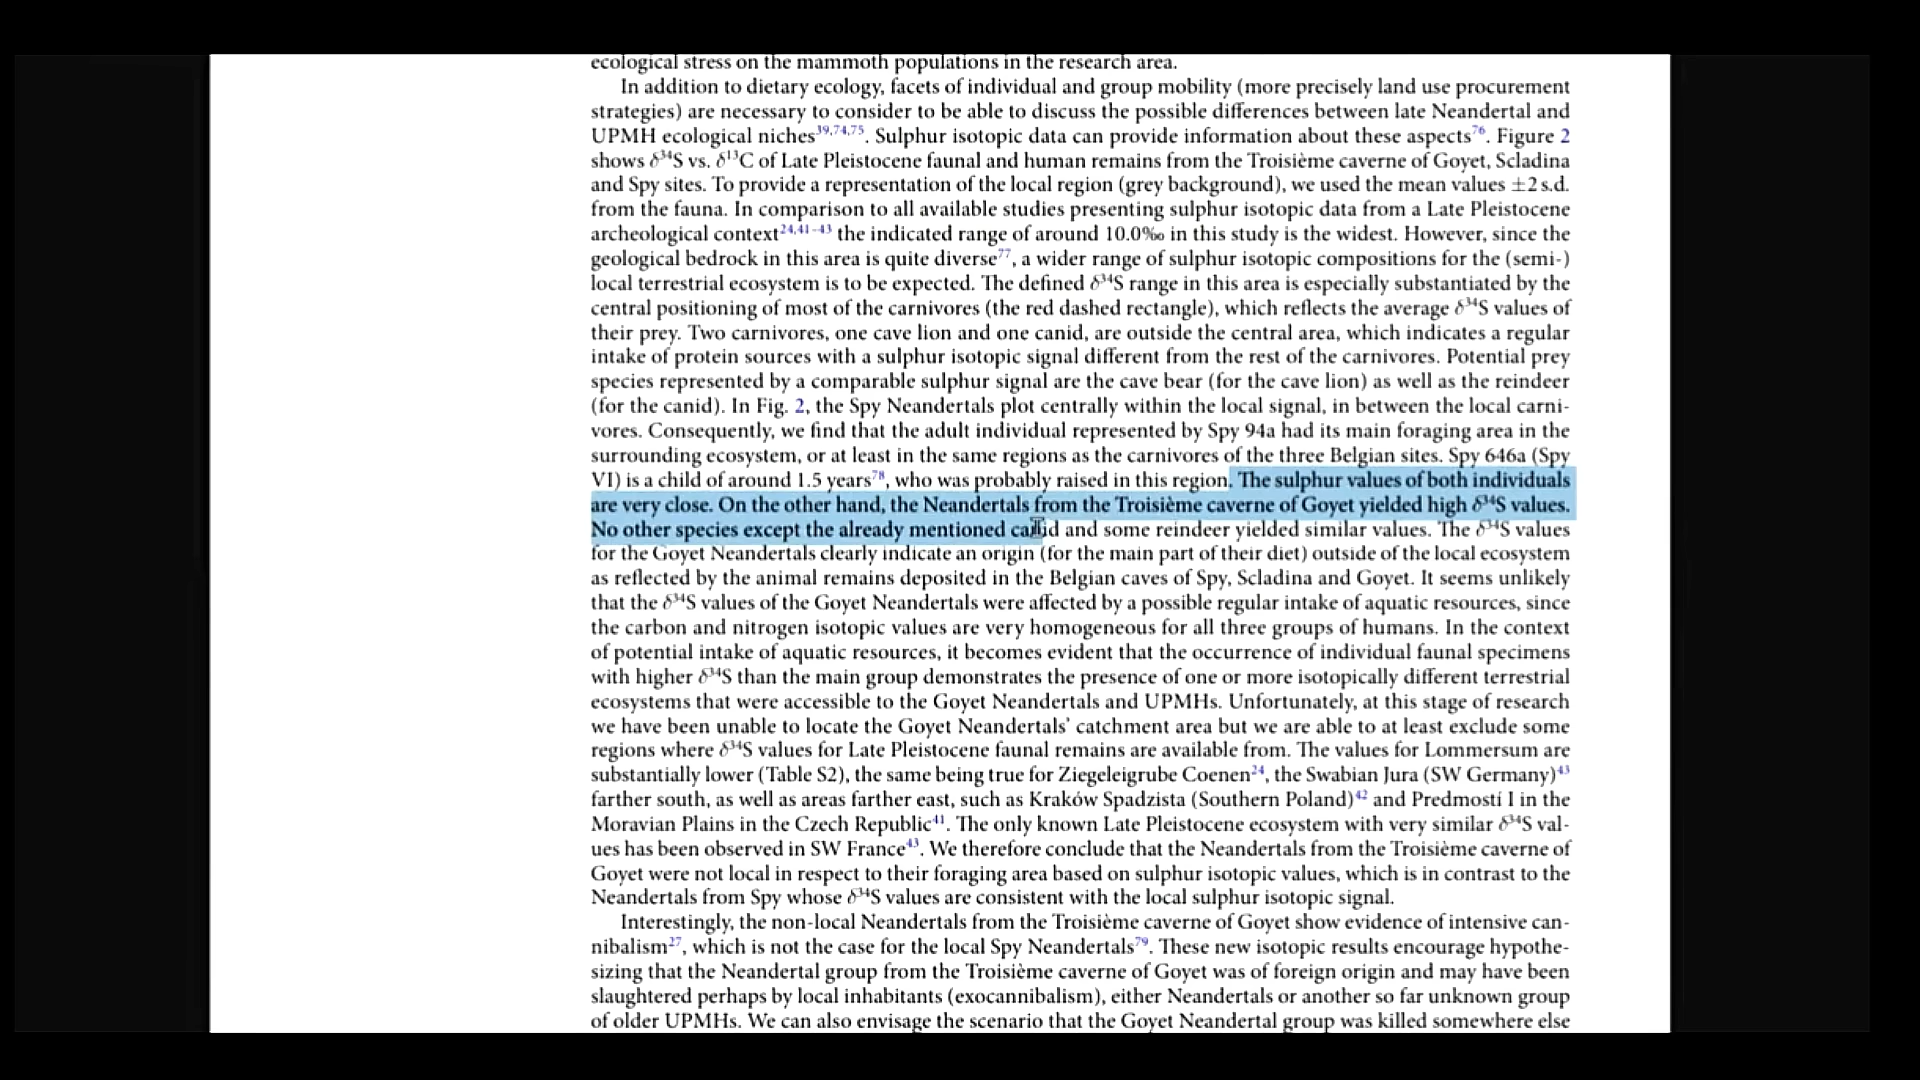 ecological stress on the mammoth populations in the research area.
In addition to dietary ecology, facets of individual and group mobility (more precisely land use procurement
strategies) are necessary to consider to be able to discuss the possible differences between late Neandertal and
UPMH ecological niches39,74,75. Sulphur isotopic data can provide information about these aspects76. Figure 2
shows δ34S vs. δ13C of Late Pleistocene faunal and human remains from the Troisième caverne of Goyet, Scladina
and Spy sites. To provide a representation of the local region (grey background), we used the mean values ±2 s.d.
from the fauna. In comparison to all available studies presenting sulphur isotopic data from a Late Pleistocene
archeological context24,41–43 the indicated range of around 10.0‰ in this study is the widest. However, since the
geological bedrock in this area is quite diverse77, a wider range of sulphur isotopic compositions for the (semi-)
local terrestrial ecosystem is to be expected. The defined δ34S range in this area is especially substantiated by the
central positioning of most of the carnivores (the red dashed rectangle), which reflects the average δ34S values of
their prey. Two carnivores, one cave lion and one canid, are outside the central area, which indicates a regular
intake of protein sources with a sulphur isotopic signal different from the rest of the carnivores. Potential prey
species represented by a comparable sulphur signal are the cave bear (for the cave lion) as well as the reindeer
(for the canid). In Fig. 2, the Spy Neandertals plot centrally within the local signal, in between the local carni-
vores. Consequently, we find that the adult individual represented by Spy 94a had its main foraging area in the
surrounding ecosystem, or at least in the same regions as the carnivores of the three Belgian sites. Spy 646a (Spy
VI) is a child of around 1.5 years78, who was probably raised in this region. The sulphur values of both individuals
are very close. On the other hand, the Neandertals from the Troisième caverne of Goyet yielded high δ34S values.
No other species except the already mentioned canid and some reindeer yielded similar values. The δ34S values
for the Goyet Neandertals clearly indicate an origin (for the main part of their diet) outside of the local ecosystem
as reflected by the animal remains deposited in the Belgian caves of Spy, Scladina and Goyet. It seems unlikely
that the δ34S values of the Goyet Neandertals were affected by a possible regular intake of aquatic resources, since
the carbon and nitrogen isotopic values are very homogeneous for all three groups of humans. In the context
of potential intake of aquatic resources, it becomes evident that the occurrence of individual faunal specimens
with higher δ34S than the main group demonstrates the presence of one or more isotopically different terrestrial
ecosystems that were accessible to the Goyet Neandertals and UPMHs. Unfortunately, at this stage of research
we have been unable to locate the Goyet Neandertals' catchment area but we are able to at least exclude some
regions where δ34S values for Late Pleistocene faunal remains are available from. The values for Lommersum are
substantially lower (Table S2), the same being true for Ziegeleigrube Coenen24, the Swabian Jura (SW Germany)43
farther south, as well as areas farther east, such as Kraków Spadzista (Southern Poland)42 and Predmostí I in the
Moravian Plains in the Czech Republic41. The only known Late Pleistocene ecosystem with very similar δ34S val-
ues has been observed in SW France43. We therefore conclude that the Neandertals from the Troisième caverne of
Goyet were not local in respect to their foraging area based on sulphur isotopic values, which is in contrast to the
Neandertals from Spy whose δ34S values are consistent with the local sulphur isotopic signal.
Interestingly, the non-local Neandertals from the Troisième caverne of Goyet show evidence of intensive can-
nibalism27, which is not the case for the local Spy Neandertals79. These new isotopic results encourage hypothe-
sizing that the Neandertal group from the Troisième caverne of Goyet was of foreign origin and may have been
slaughtered perhaps by local inhabitants (exocannibalism), either Neandertals or another so far unknown group
of older UPMHs. We can also envisage the scenario that the Goyet Neandertal group was killed somewhere else